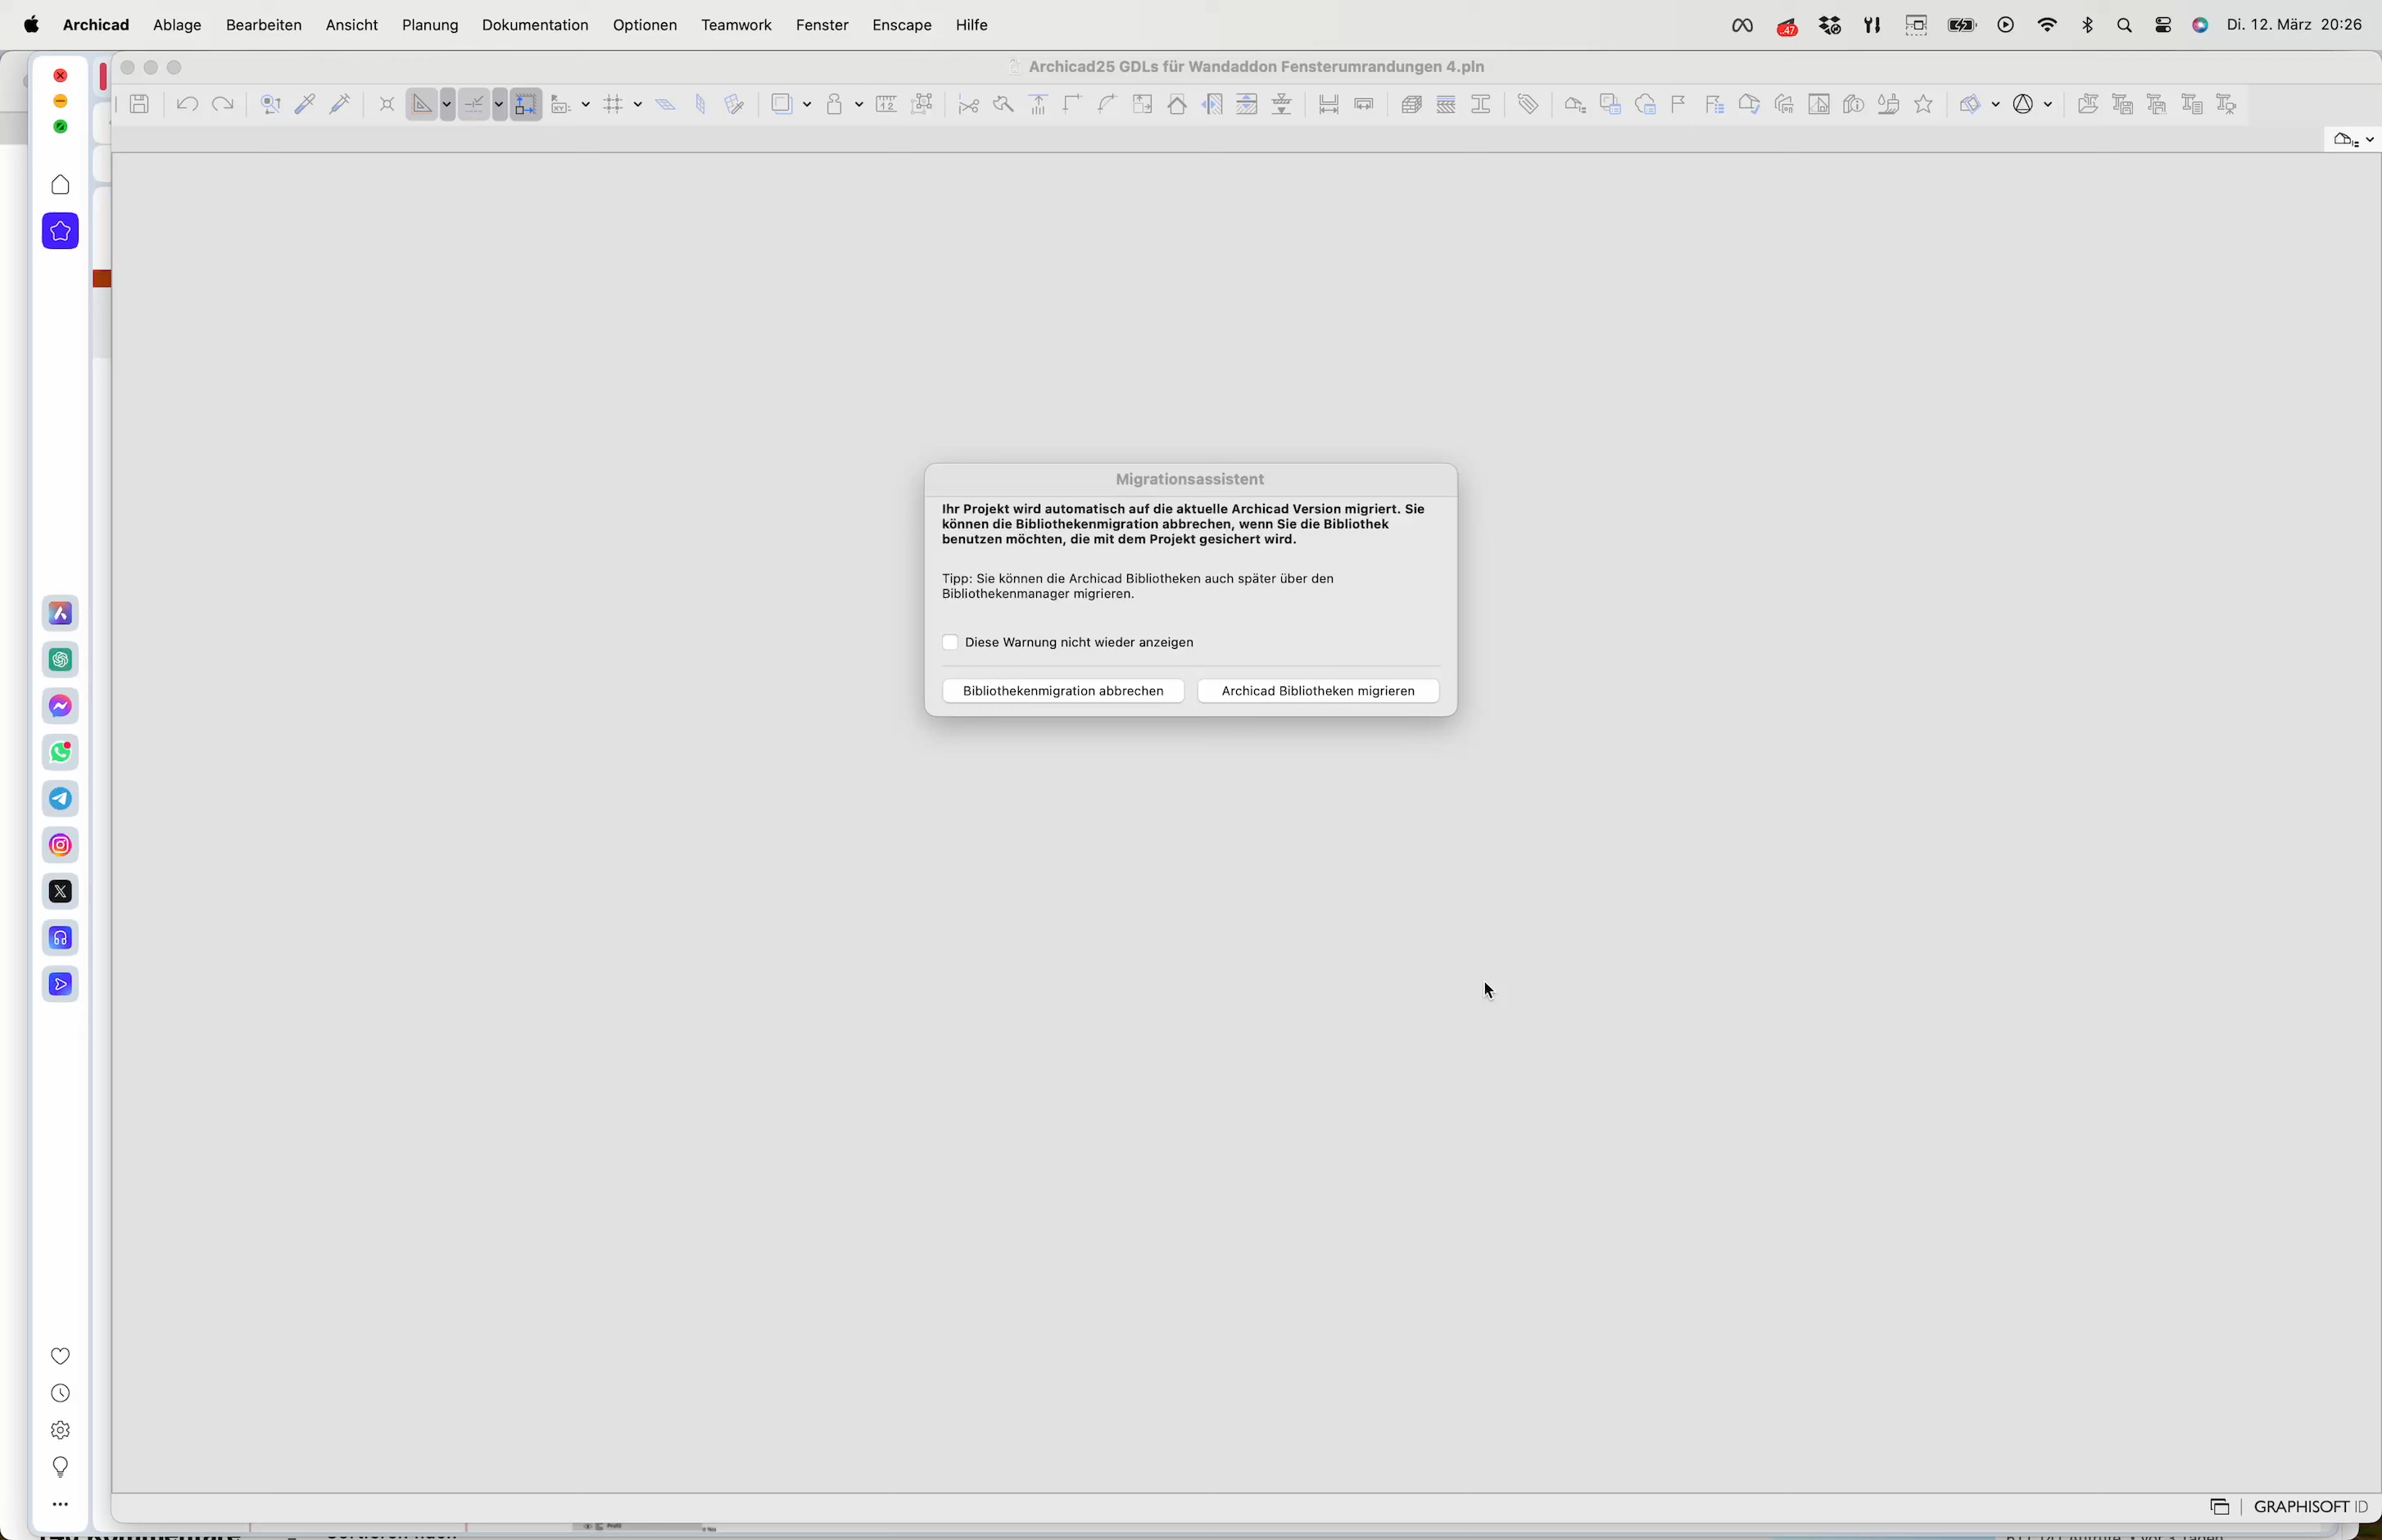 Archicad Ablage Bearbeiten Ansicht Planung Dokumentation Optionen Teamwork Fenster Enscape Hilfe
Di. 12. März 20:26
Archicad25 GDLs für Wandaddon Fensterumrandungen 4.pln
Migrationsassistent
Ihr Projekt wird automatisch auf die aktuelle Archicad Version migriert. Sie
können die Bibliothekenmigration abbrechen, wenn Sie die Bibliothek
benutzen möchten, die mit dem Projekt gesichert wird.
Tipp: Sie können die Archicad Bibliotheken auch später über den
Bibliothekenmanager migrieren.
Diese Warnung nicht wieder anzeigen
Bibliothekenmigration abbrechen
Archicad Bibliotheken migrieren
GRAPHISOFT ID